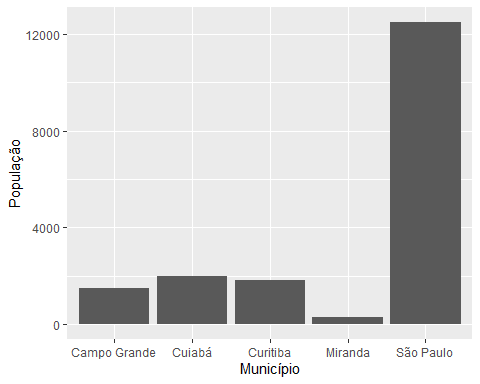 12000
8000
4000
0
População
Campo Grande Cuiabá Curitiba Miranda São Paulo
Município